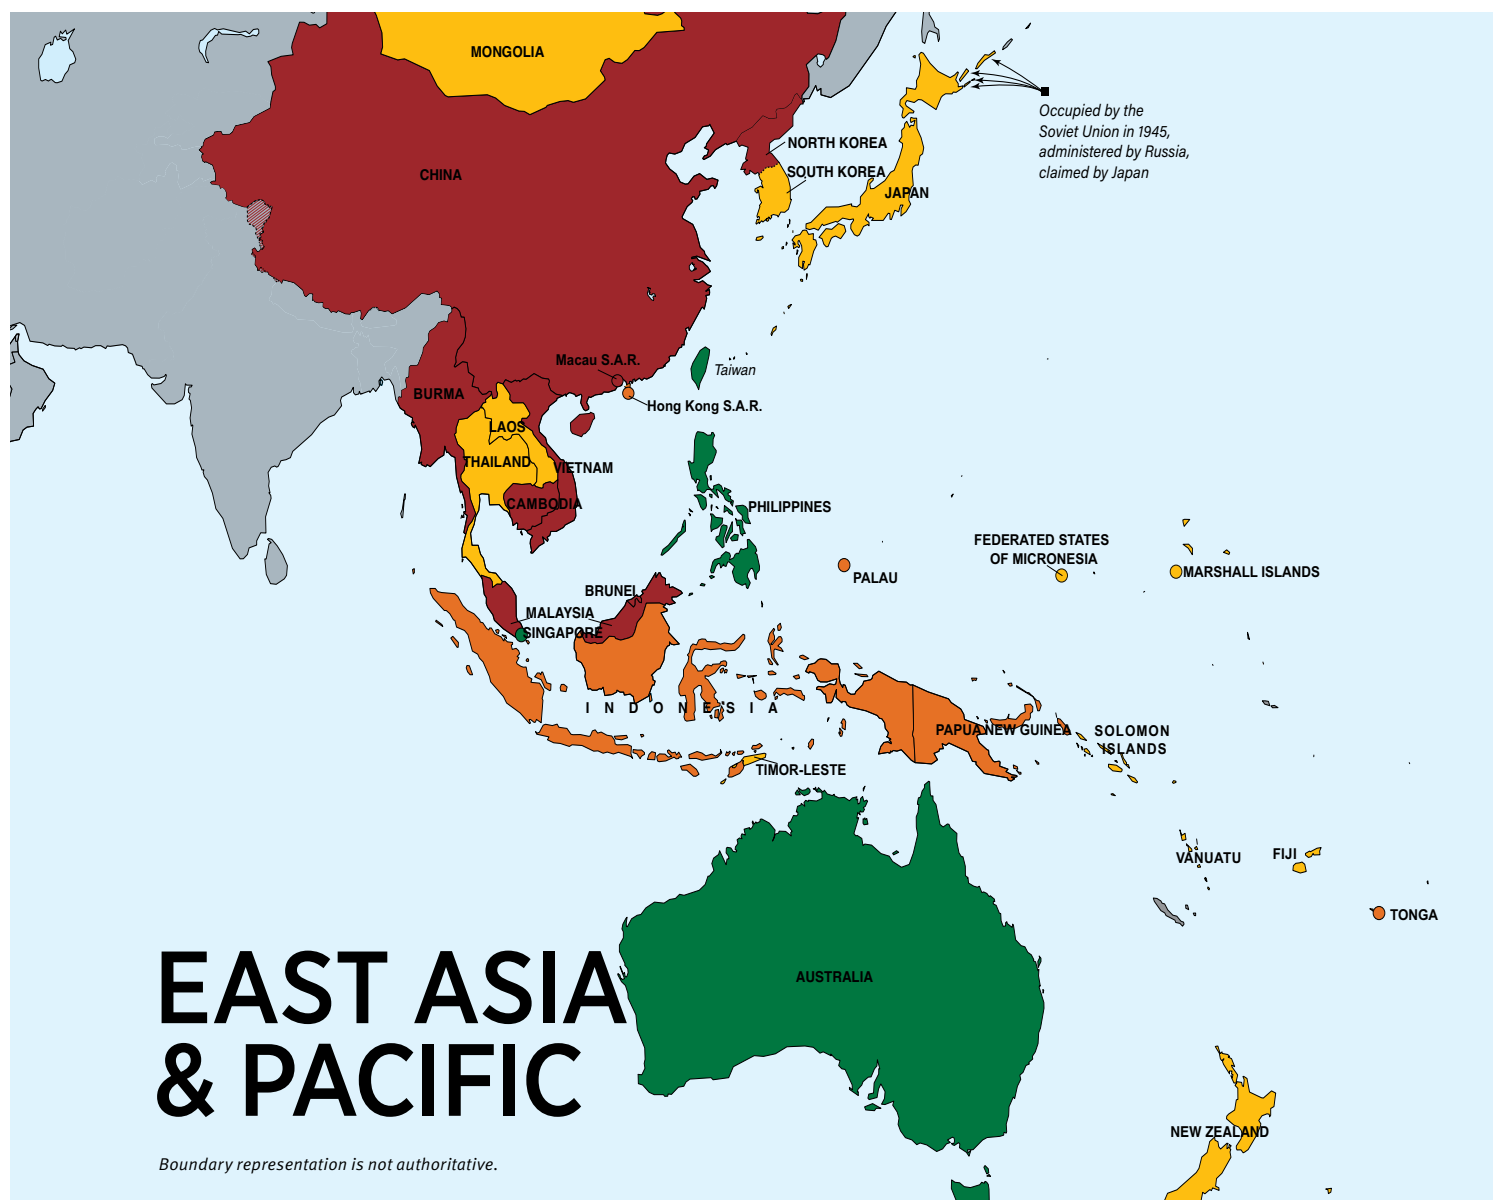 MONGOLIA
Occupied by the
Soviet Union in 1945,
administered by Russia,
claimed by Japan
NORTH KOREA
SOUTH KOREA
CHINA
JAPAN
Macau S.A.R.
Taiwan
BURMA
Hong Kong S.A.R.
LAOS
THAILAND
VIETNAM
CAMBODIA
PHILIPPINES
FEDERATED STATES
OF MICRONESIA
MARSHALL ISLANDS
PALAU
BRUNEI
MALAYSIA
SINGAPORE
INDONESIA
PAPUA NEW GUINEA
SOLOMON
ISLANDS
TIMOR-LESTE
VANUATU
FIJI
TONGA
AUSTRALIA
EAST ASIA
& PACIFIC
NEW ZEALAND
Boundary representation is not authoritative.